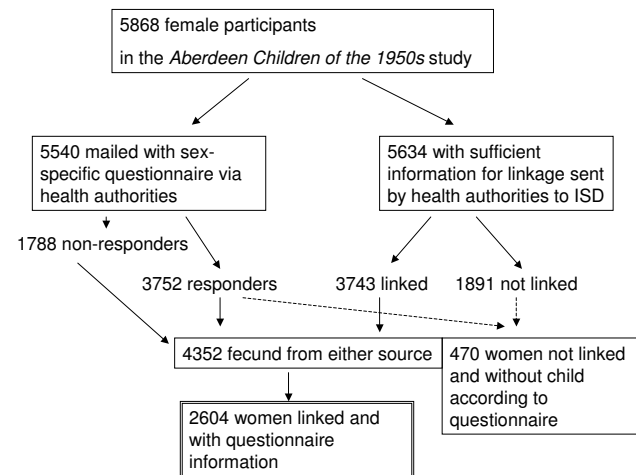 5868 female participants
in the Aberdeen Children of the 1950s study
5540 mailed with sex-
specific questionnaire via
health authorities
5634 with sufficient
information for linkage sent
by health authorities to ISD
1788 non-responders
3752 responders
3743 linked
1891 not linked
4352 fecund from either source
470 women not linked
and without child
according to
questionnaire
2604 women linked and
with questionnaire
information